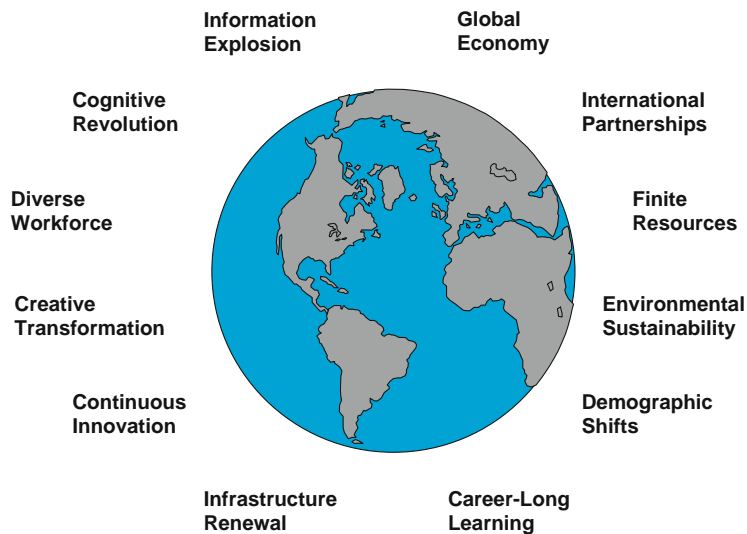 Information
Explosion
Global
Economy
Cognitive
Revolution
International
Partnerships
Diverse
Workforce
Finite
Resources
Creative
Transformation
Environmental
Sustainability
Continuous
Innovation
Demographic
Shifts
Infrastructure
Renewal
Career-Long
Learning